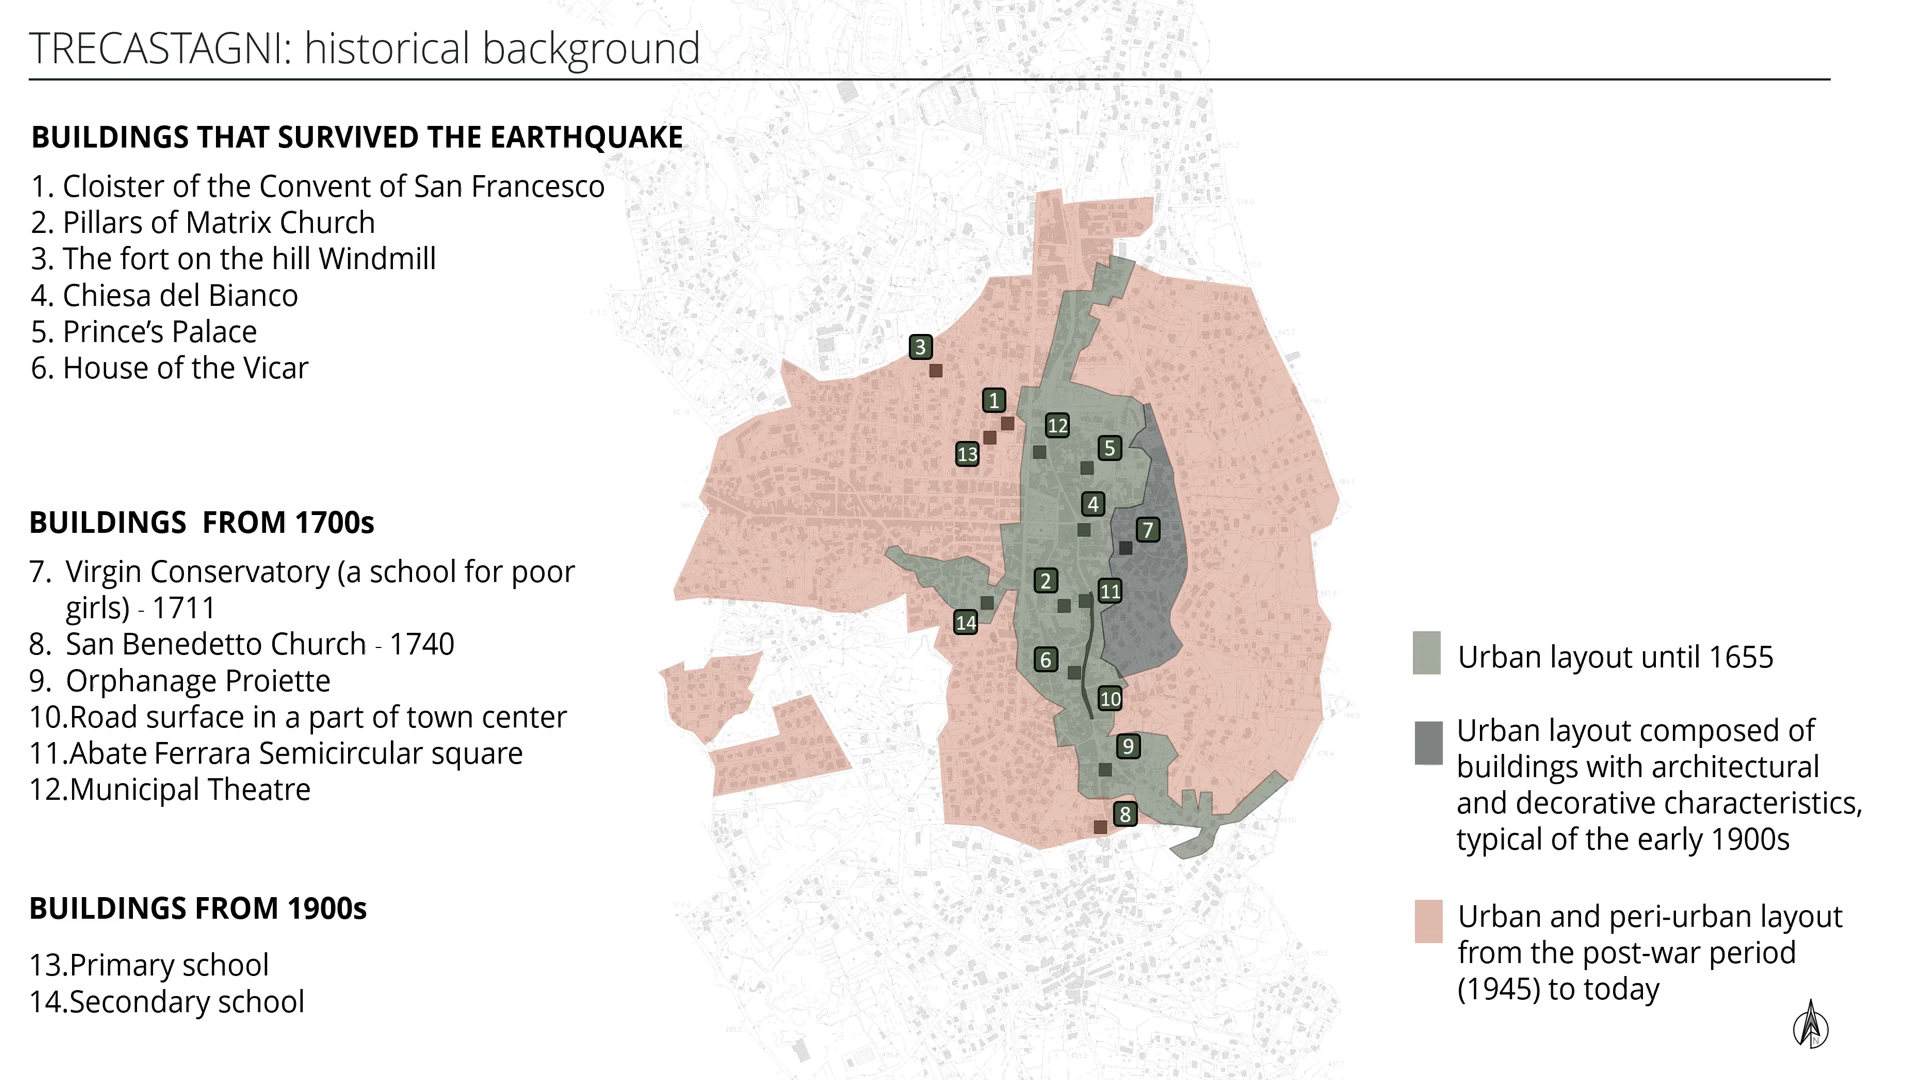 TRECASTAGNI: historical background
BUILDINGS THAT SURVIVED THE EARTHQUAKE
1. Cloister of the Convent of San Francesco
2. Pillars of Matrix Church
3. The fort on the hill Windmill
4. Chiesa del Bianco
5. Prince’s Palace
6. House of the Vicar
BUILDINGS  FROM 1700s
7. Virgin Conservatory (a school for poor
girls) - 1711
8. San Benedetto Church - 1740
9. Orphanage Proiette
10.Road surface in a part of town center
11.Abate Ferrara Semicircular square
12.Municipal Theatre
BUILDINGS FROM 1900s
13.Primary school
14.Secondary school
3
1
12
13
5
4
7
2
11
14
6
10
9
8
Urban layout until 1655
Urban layout composed of
buildings with architectural
and decorative characteristics,
typical of the early 1900s
Urban and peri-urban layout
from the post-war period
(1945) to today
N